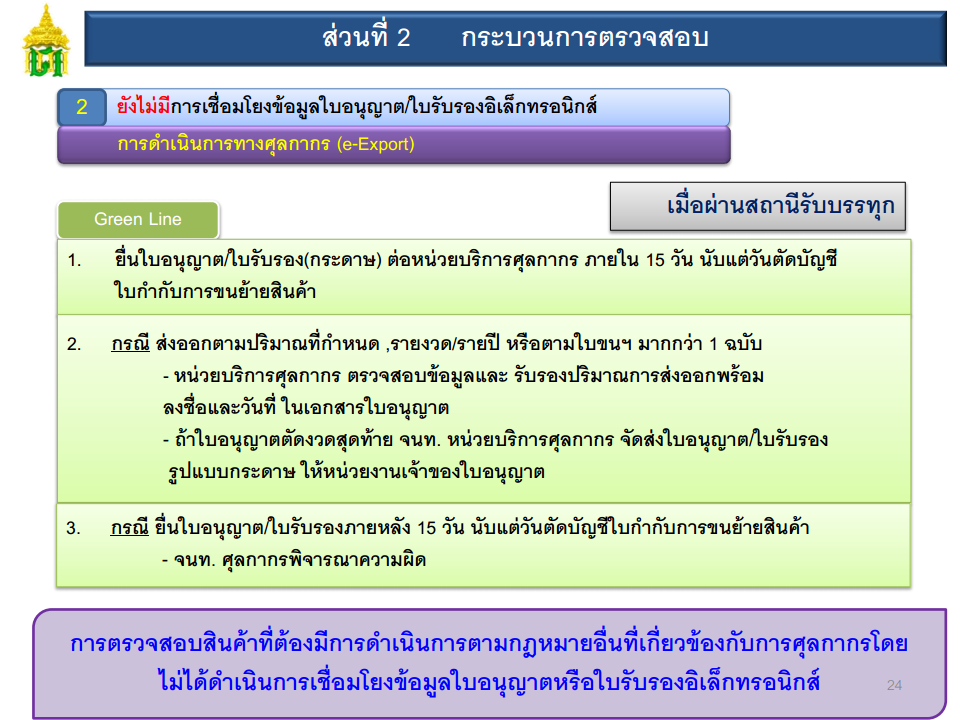 ส่วนที่ 2 กระบวนการตรวจสอบ
2 ยังไม่มีการเชื่อมโยงข้อมูลใบอนุญาต/ใบรับรองอิเล็กทรอนิกส์
การดำเนินการทางศุลกากร (e-Export)
เมื่อผ่านสถานีรับบรรทุก
Green Line
1. ยื่นใบอนุญาต/ใบรับรอง(กระดาษ) ต่อหน่วยบริการศุลกากร ภายใน 15 วัน นับแต่วันตัดบัญชี
ใบกำกับการขนย้ายสินค้า
2. กรณี ส่งออกตามปริมาณที่กำหนด ,รายงวด/รายปี หรือตามใบขนฯ มากกว่า 1 ฉบับ
- หน่วยบริการศุลกากร ตรวจสอบข้อมูลและ รับรองปริมาณการส่งออกพร้อม
ลงชื่อและวันที่ ในเอกสารใบอนุญาต
- ถ้าใบอนุญาตตัดงวดสุดท้าย จนท. หน่วยบริการศุลกากร จัดส่งใบอนุญาต/ใบรับรอง
รูปแบบกระดาษ ให้หน่วยงานเจ้าของใบอนุญาต
3. กรณี ยื่นใบอนุญาต/ใบรับรองภายหลัง 15 วัน นับแต่วันตัดบัญชีใบกำกับการขนย้ายสินค้า
- จนท. ศุลกากรพิจารณาความผิด
การตรวจสอบสินค้าที่ต้องมีการดำเนินการตามกฎหมายอื่นที่เกี่ยวข้องกับการศุลกากรโดย
ไม่ได้ดำเนินการเชื่อมโยงข้อมูลใบอนุญาตหรือใบรับรองอิเล็กทรอนิกส์
24